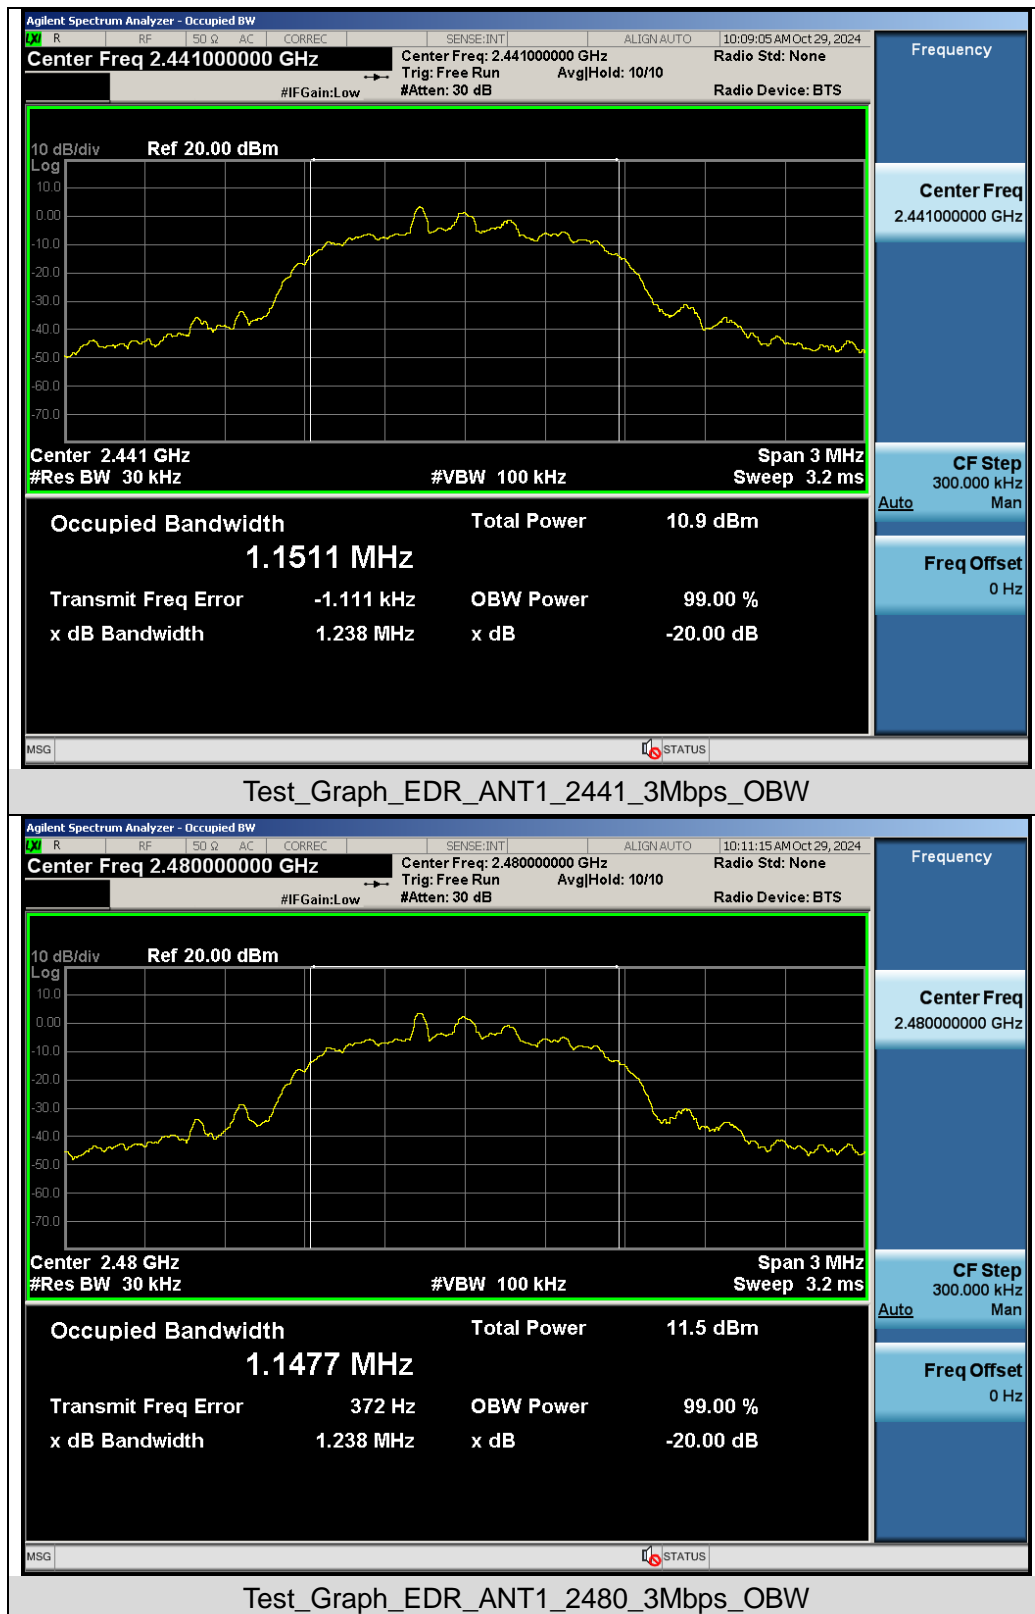 Agilent Spectrum Analyzer - Occupied BW
LXI R RF 50 Ω AC CORREC SENSE:INT ALIGN AUTO 10:09:05 AM Oct 29, 2024
Center Freq 2.441000000 GHz Center Freq: 2.441000000 GHz Radio Std: None Frequency
Trig: Free Run Avg|Hold: 10/10
#IFGain:Low #Atten: 30 dB Radio Device: BTS
10 dB/div Ref 20.00 dBm
Log
10.0
0.00
-10.0
-20.0
-30.0
-40.0
-50.0
-60.0
-70.0
Center Freq
2.441000000 GHz
Center 2.441 GHz Span 3 MHz
#Res BW 30 kHz #VBW 100 kHz Sweep 3.2 ms
CF Step
300.000 kHz
Auto Man
Occupied Bandwidth Total Power 10.9 dBm
1.1511 MHz
Freq Offset
0 Hz
Transmit Freq Error -1.111 kHz OBW Power 99.00 %
x dB Bandwidth 1.238 MHz x dB -20.00 dB
MSG STATUS
Test_Graph_EDR_ANT1_2441_3Mbps_OBW
Agilent Spectrum Analyzer - Occupied BW
LXI R RF 50 Ω AC CORREC SENSE:INT ALIGN AUTO 10:11:15 AM Oct 29, 2024
Center Freq 2.480000000 GHz Center Freq: 2.480000000 GHz Radio Std: None Frequency
Trig: Free Run Avg|Hold: 10/10
#IFGain:Low #Atten: 30 dB Radio Device: BTS
10 dB/div Ref 20.00 dBm
Log
10.0
0.00
-10.0
-20.0
-30.0
-40.0
-50.0
-60.0
-70.0
Center Freq
2.480000000 GHz
Center 2.48 GHz Span 3 MHz
#Res BW 30 kHz #VBW 100 kHz Sweep 3.2 ms
CF Step
300.000 kHz
Auto Man
Occupied Bandwidth Total Power 11.5 dBm
1.1477 MHz
Freq Offset
0 Hz
Transmit Freq Error 372 Hz OBW Power 99.00 %
x dB Bandwidth 1.238 MHz x dB -20.00 dB
MSG STATUS
Test_Graph_EDR_ANT1_2480_3Mbps_OBW